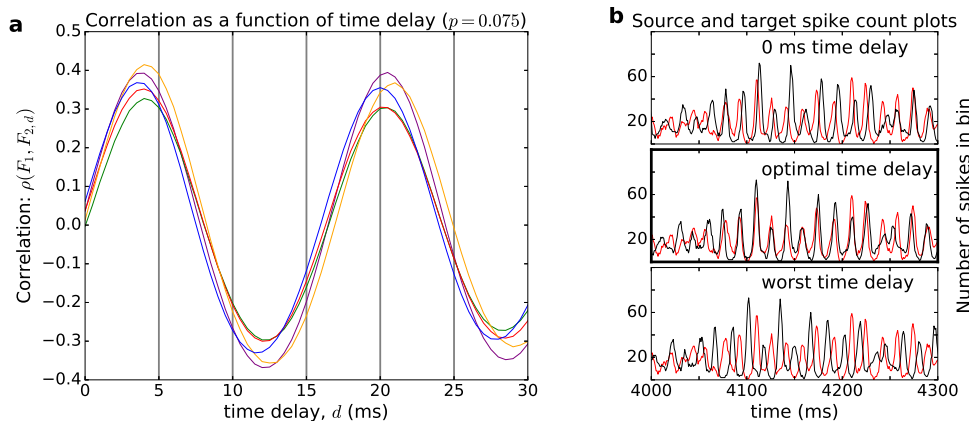 a
Correlation as a function of time delay (p = 0.075)
0.5
0.4
0.3
0.2
0.1
0.0
−0.1
−0.2
−0.3
−0.4
Correlation: ρ(F1, F2,d)
0 5 10 15 20 25 30
time delay, d (ms)
b
Source and target spike count plots
0 ms time delay
60
20
optimal time delay
60
20
worst time delay
60
20
4000 4100 4200 4300
time (ms)
Number of spikes in bin